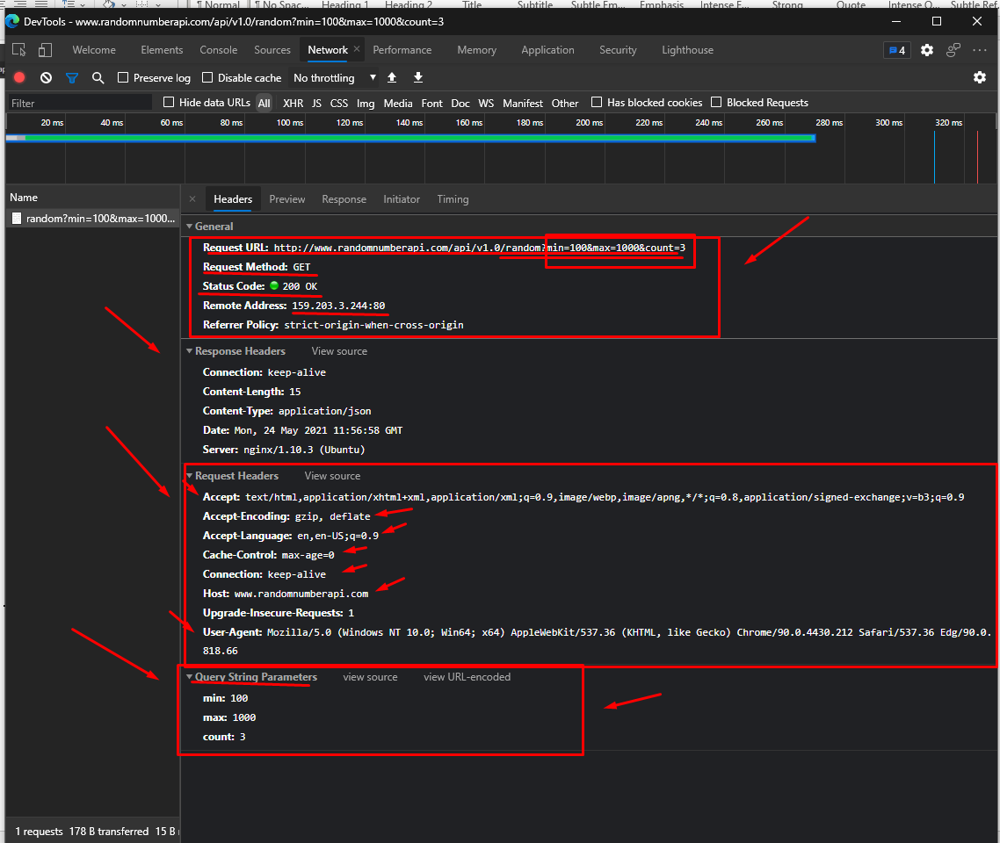 Normal
No Spac...
Heading 1
Heading 2
Title
Subtitle
Subtle Em...
Emphasis
Intense E...
Strong
Quote
Intense Q...
Subtle Ref
DevTools - www.randomnumberapi.com/api/v1.0/random?min=100&max=1000&count=3
Welcome Elements Console Sources Network Performance Memory Application Security Lighthouse 4
Preserve log Disable cache No throttling
Filter Hide data URLs All XHR JS CSS Img Media Font Doc WS Manifest Other Has blocked cookies Blocked Requests
20 ms 40 ms 60 ms 80 ms 100 ms 120 ms 140 ms 160 ms 180 ms 200 ms 220 ms 240 ms 260 ms 280 ms 300 ms 320 ms
Name
random?min=100&max=1000...
Headers Preview Response Initiator Timing
General
Request URL: http://www.randomnumberapi.com/api/v1.0/random?min=100&max=1000&count=3
Request Method: GET
Status Code: 200 OK
Remote Address: 159.203.3.244:80
Referrer Policy: strict-origin-when-cross-origin
Response Headers View source
Connection: keep-alive
Content-Length: 15
Content-Type: application/json
Date: Mon, 24 May 2021 11:56:58 GMT
Server: nginx/1.10.3 (Ubuntu)
Request Headers View source
Accept: text/html,application/xhtml+xml,application/xml;q=0.9,image/webp,image/apng,*/*;q=0.8,application/signed-exchange;v=b3;q=0.9
Accept-Encoding: gzip, deflate
Accept-Language: en,en-US;q=0.9
Cache-Control: max-age=0
Connection: keep-alive
Host: www.randomnumberapi.com
Upgrade-Insecure-Requests: 1
User-Agent: Mozilla/5.0 (Windows NT 10.0; Win64; x64) AppleWebKit/537.36 (KHTML, like Gecko) Chrome/90.0.4430.212 Safari/537.36 Edg/90.0.
818.66
Query String Parameters view source view URL-encoded
min: 100
max: 1000
count: 3
1 requests 178 B transferred 15 B